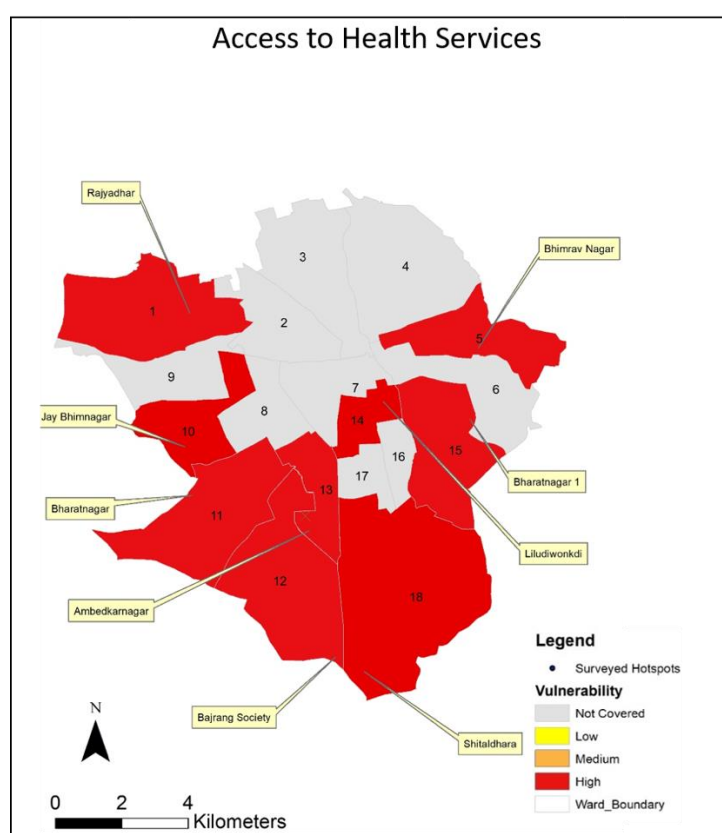 Access to Health Services
Rajyadhar
Bhimrav Nagar
3
4
1
2
5
9
7
6
8
Jay Bhimnagar
14
10
15
16
17
Bharatnagar 1
13
Bharatnagar
11
Liludiwonkdi
12
18
Ambedkarnagar
Legend
Surveyed Hotspots
Vulnerability
Not Covered
Low
Medium
High
Ward_Boundary
Bajrang Society
Shitaldhara
N
0 2 4
Kilometers